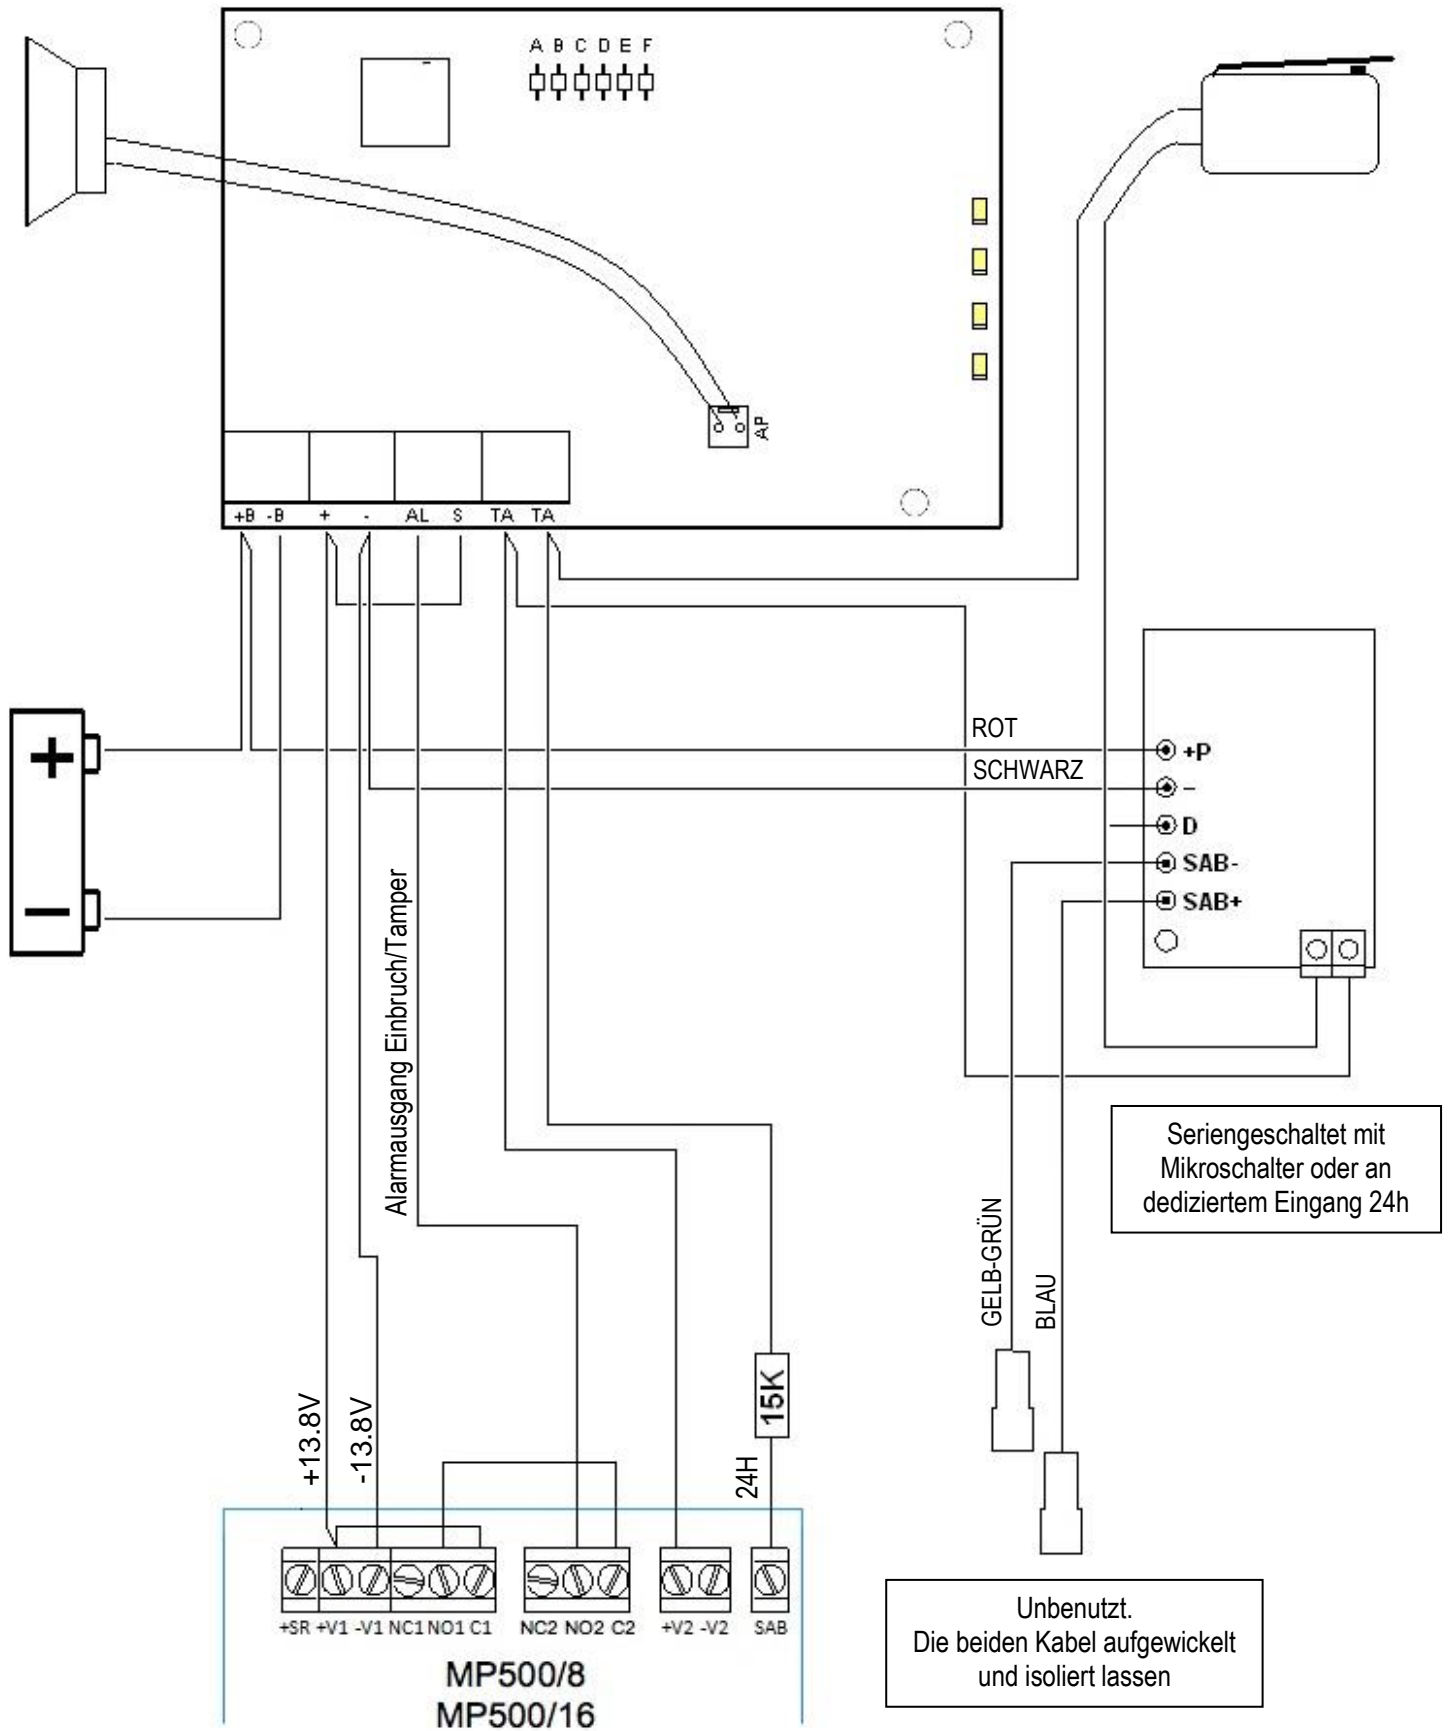 A B C D E F
AP
+B -B + - AL S TA TA
ROT
SCHWARZ
+P
–
D
SAB-
SAB+
+
–
Alarmausgang Einbruch/Tamper
Seriengeschaltet mit
Mikroschalter oder an
dediziertem Eingang 24h
GELB-GRÜN
BLAU
15K
+13.8V
-13.8V
24H
+SR +V1 -V1 NC1 NO1 C1 NC2 NO2 C2 +V2 -V2 SAB
MP500/8
MP500/16
Unbenutzt.
Die beiden Kabel aufgewickelt
und isoliert lassen